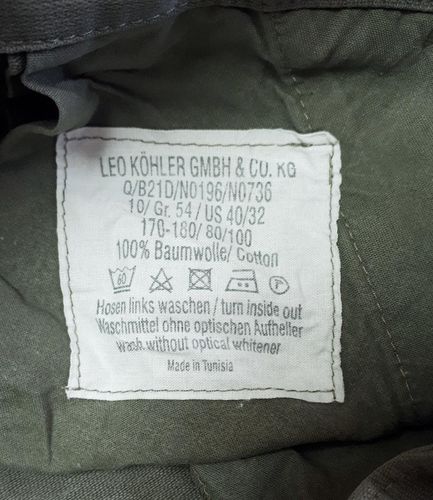 LEO KÖHLER GMBH & CO. KG
Q/B21D/N0196/N0736
10/ Gr. 54 / US 40/32
170-180/ 80/100
100% Baumwolle/ Cotton
60
Hosen links waschen / turn inside out
Waschmittel ohne optischen Aufheller
wash without optical whitener
Made in Tunisia